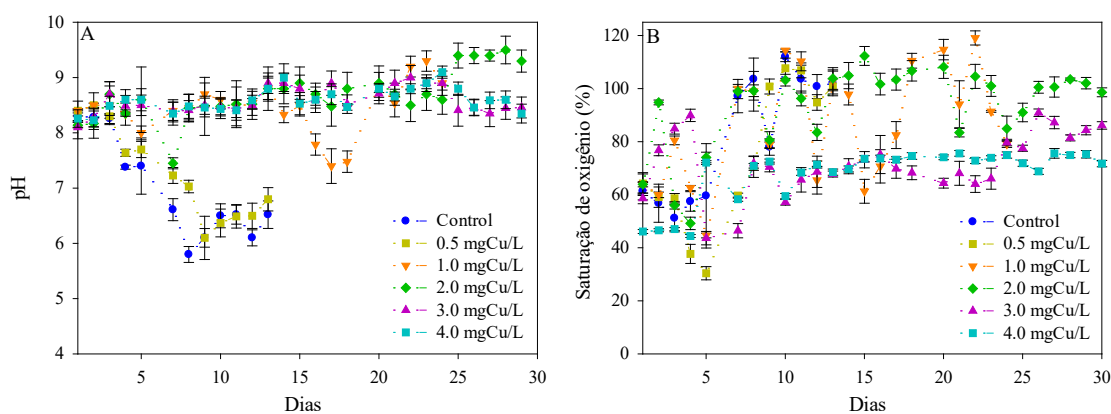 A
pH
10
9
8
7
6
5
4
5
10
15
20
25
30
Dias
Control
0.5 mgCu/L
1.0 mgCu/L
2.0 mgCu/L
3.0 mgCu/L
4.0 mgCu/L
B
Saturação de oxigênio (%)
120
100
80
60
40
20
0
5
10
15
20
25
30
Dias
Control
0.5 mgCu/L
1.0 mgCu/L
2.0 mgCu/L
3.0 mgCu/L
4.0 mgCu/L